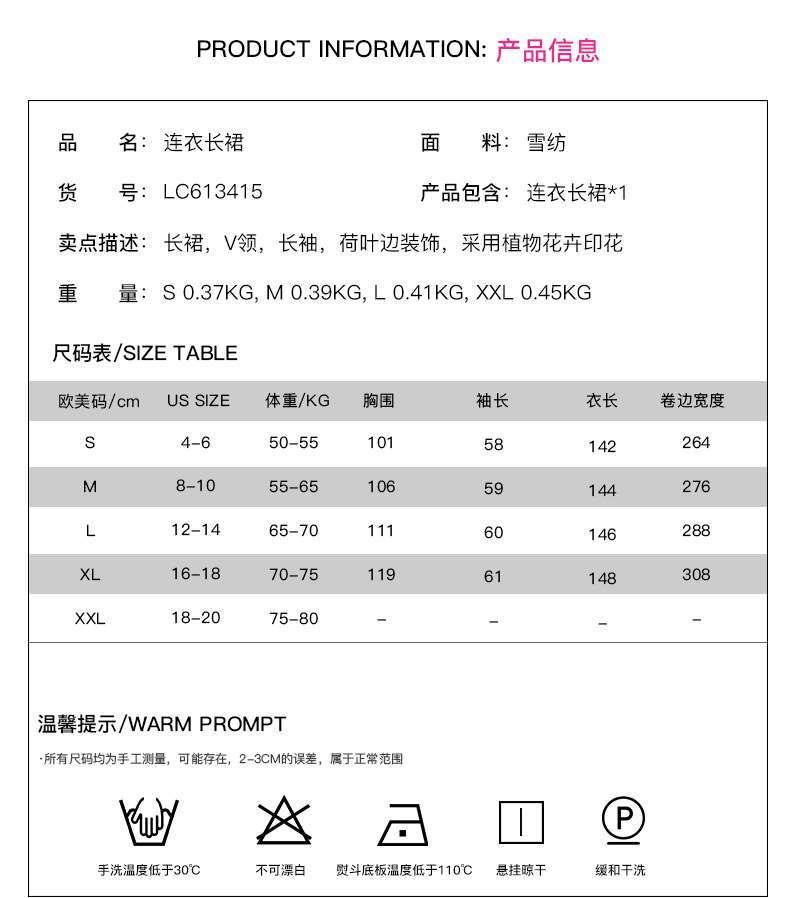 PRODUCT INFORMATION: 产品信息
品 名： 连衣长裙 面 料： 雪纺
货 号： LC613415 产品包含： 连衣长裙*1
卖点描述： 长裙，V领，长袖，荷叶边装饰，采用植物花卉印花
重 量： S 0.37KG, M 0.39KG, L 0.41KG, XXL 0.45KG
尺码表/SIZE TABLE
欧美码/cm US SIZE 体重/KG 胸围 袖长 衣长 卷边宽度
S 4-6 50-55 101 58 142 264
M 8-10 55-65 106 59 144 276
L 12-14 65-70 111 60 146 288
XL 16-18 70-75 119 61 148 308
XXL 18-20 75-80 - - - -
温馨提示/WARM PROMPT
·所有尺码均为手工测量，可能存在，2-3CM的误差，属于正常范围
P
手洗温度低于30℃ 不可漂白 熨斗底板温度低于110℃ 悬挂晾干 缓和干洗